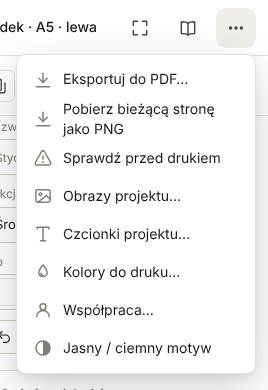 dek · A5 · lewa
Eksportuj do PDF...
Pobierz bieżącą stronę
jako PNG
Sprawdź przed drukiem
Obrazy projektu...
Czcionki projektu...
Kolory do druku...
Współpraca...
Jasny / ciemny motyw